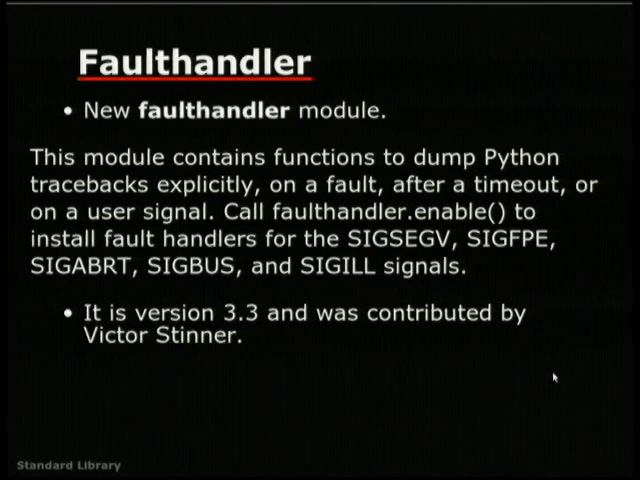 Faulthandler
• New faulthandler module.
This module contains functions to dump Python
tracebacks explicitly, on a fault, after a timeout, or
on a user signal. Call faulthandler.enable() to
install fault handlers for the SIGSEGV, SIGFPE,
SIGABRT, SIGBUS, and SIGILL signals.
• It is version 3.3 and was contributed by
Victor Stinner.
Standard Library